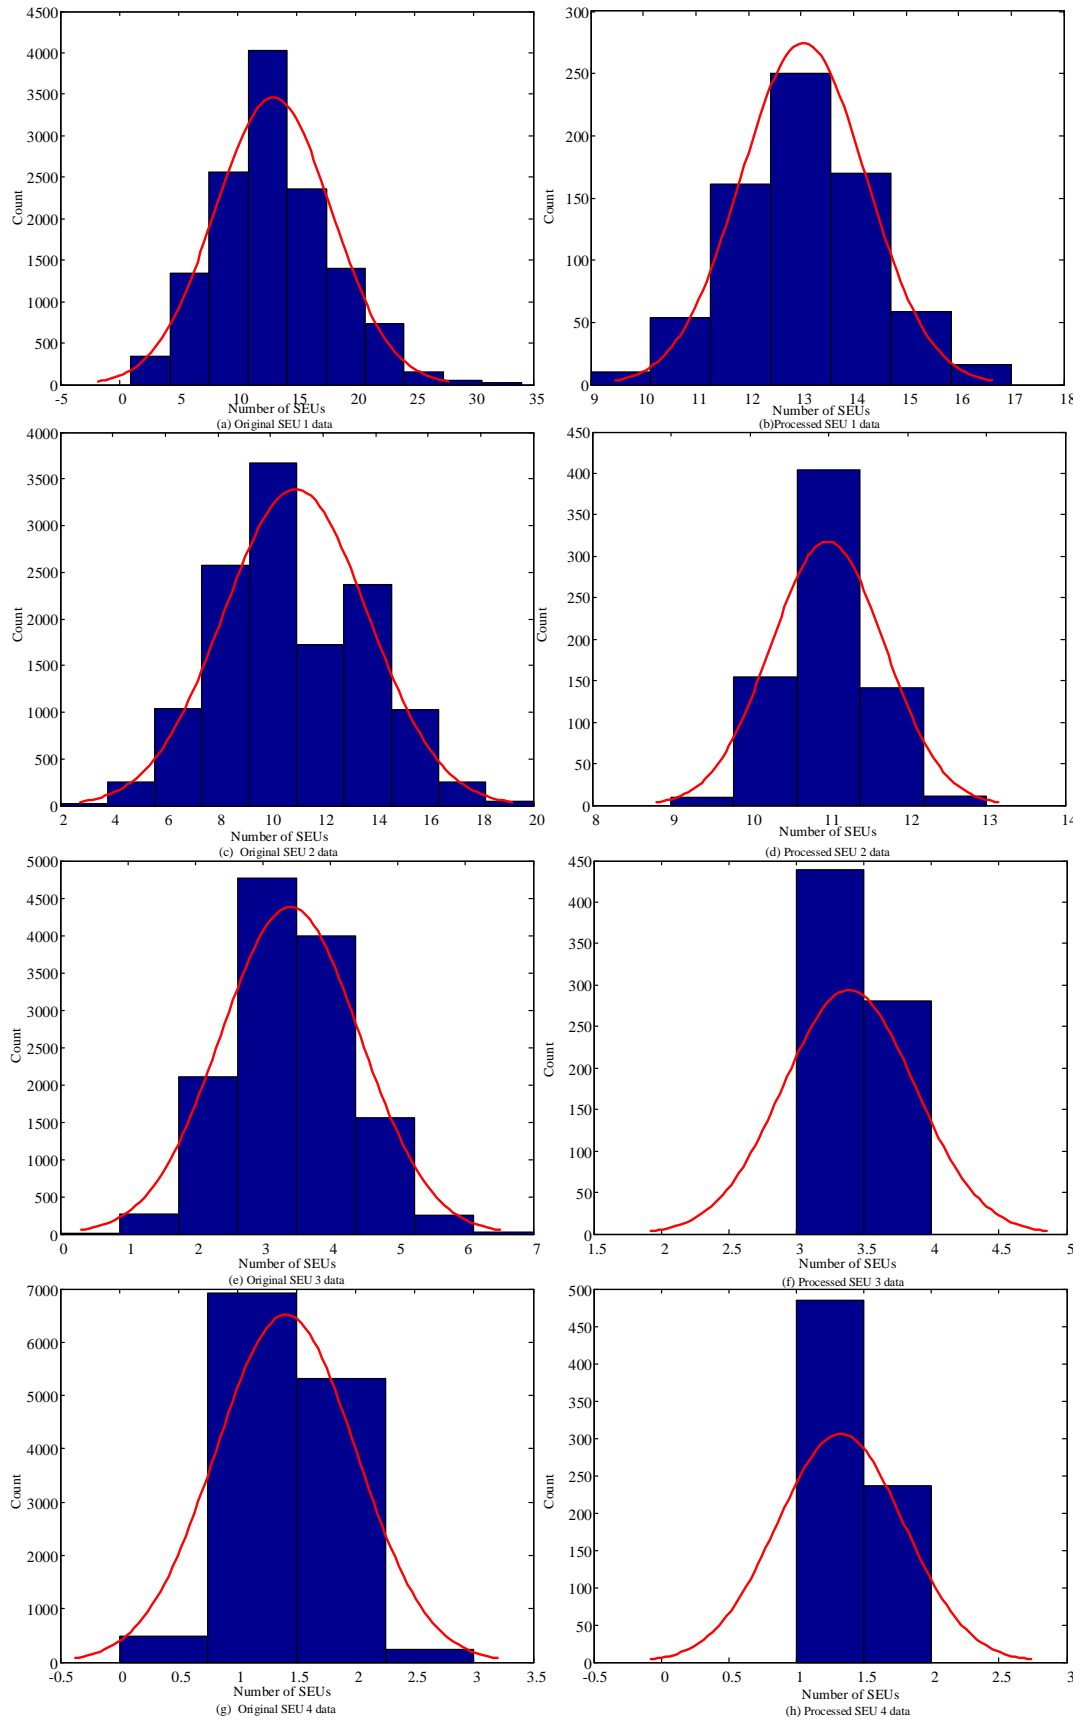 4500
4000
3500
3000
2500
2000
1500
1000
500
0
Count
-5 0 5 10 15 20 25 30 35
Number of SEUs
(a) Original SEU 1 data
300
250
200
150
100
50
0
Count
9 10 11 12 13 14 15 16 17 18
Number of SEUs
(b)Processed SEU 1 data
4000
3500
3000
2500
2000
1500
1000
500
0
Count
2 4 6 8 10 12 14 16 18 20
Number of SEUs
(c) Original SEU 2 data
450
400
350
300
250
200
150
100
50
0
Count
8 9 10 11 12 13 14
Number of SEUs
(d) Processed SEU 2 data
5000
4500
4000
3500
3000
2500
2000
1500
1000
500
0
Count
0 1 2 3 4 5 6 7
Number of SEUs
(e) Original SEU 3 data
450
400
350
300
250
200
150
100
50
0
Count
1.5 2 2.5 3 3.5 4 4.5 5
Number of SEUs
(f) Processed SEU 3 data
7000
6000
5000
4000
3000
2000
1000
0
Count
-0.5 0 0.5 1 1.5 2 2.5 3 3.5
Number of SEUs
(g) Original SEU 4 data
500
450
400
350
300
250
200
150
100
50
0
Count
-0.5 0 0.5 1 1.5 2 2.5 3
Number of SEUs
(h) Processed SEU 4 data